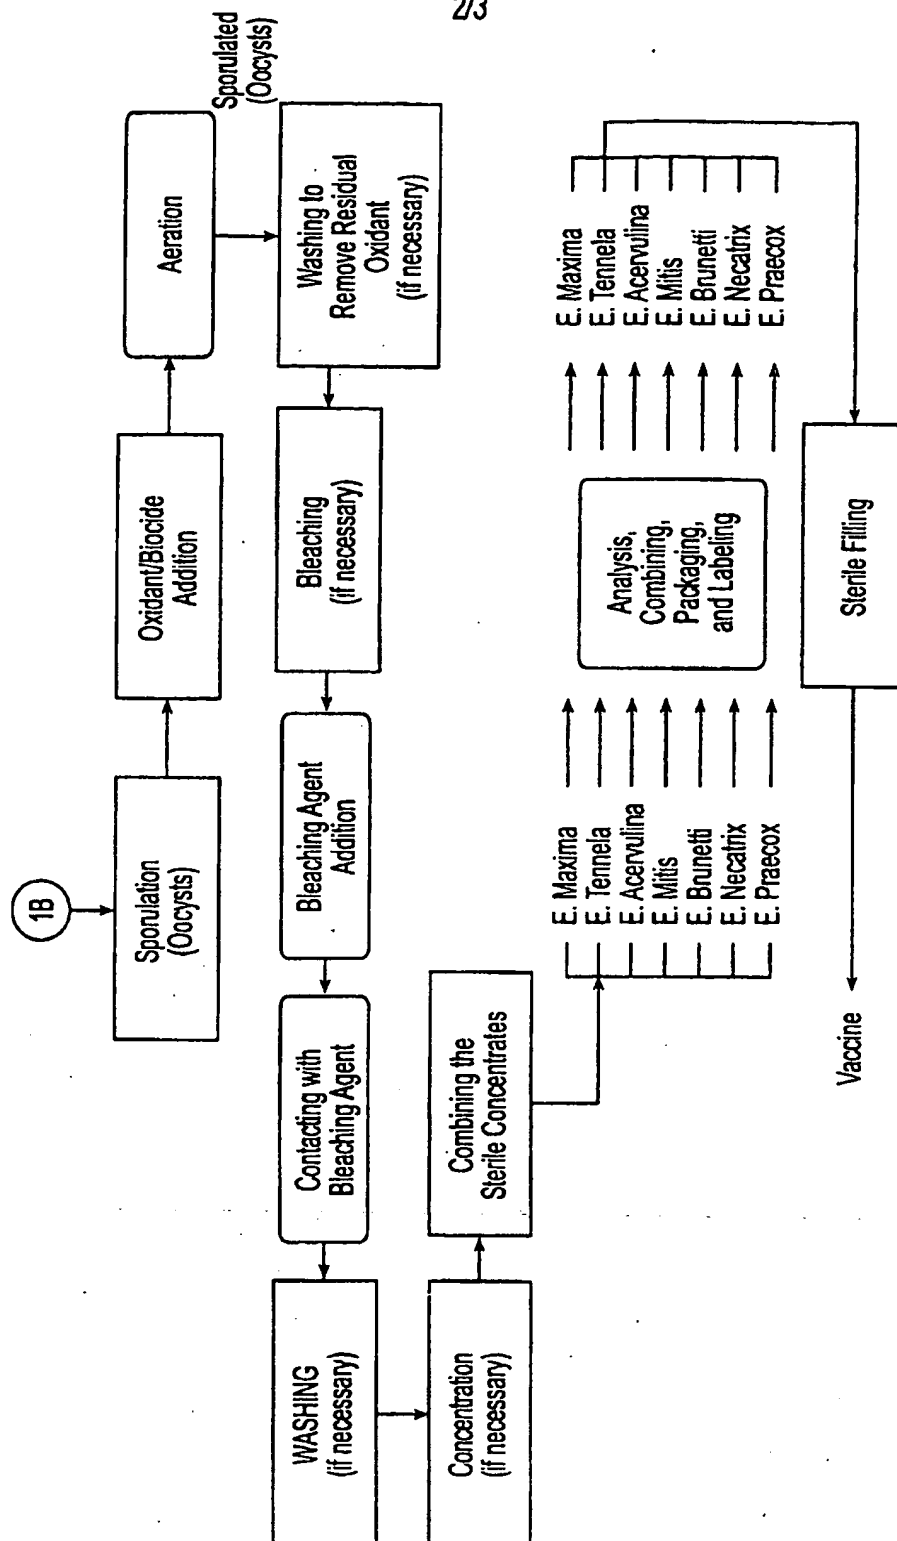 2/3
1B
Sporulation
(Oocysts)
Oxidant/Biocide
Addition
Aeration
Sporulated
(Oocysts)
Washing to
Remove Residual
Oxidant
(if necessary)
Bleaching
(if necessary)
Bleaching Agent
Addition
Contacting with
Bleaching Agent
WASHING
(if necessary)
Concentration
(if necessary)
Combining the
Sterile Concentrates
E. Maxima
E. Tennela
E. Acervulina
E. Mitis
E. Brunetti
E. Necatrix
E. Praecox
Analysis,
Combining,
Packaging,
and Labeling
E. Maxima
E. Tennela
E. Acervulina
E. Mitis
E. Brunetti
E. Necatrix
E. Praecox
Sterile Filling
Vaccine